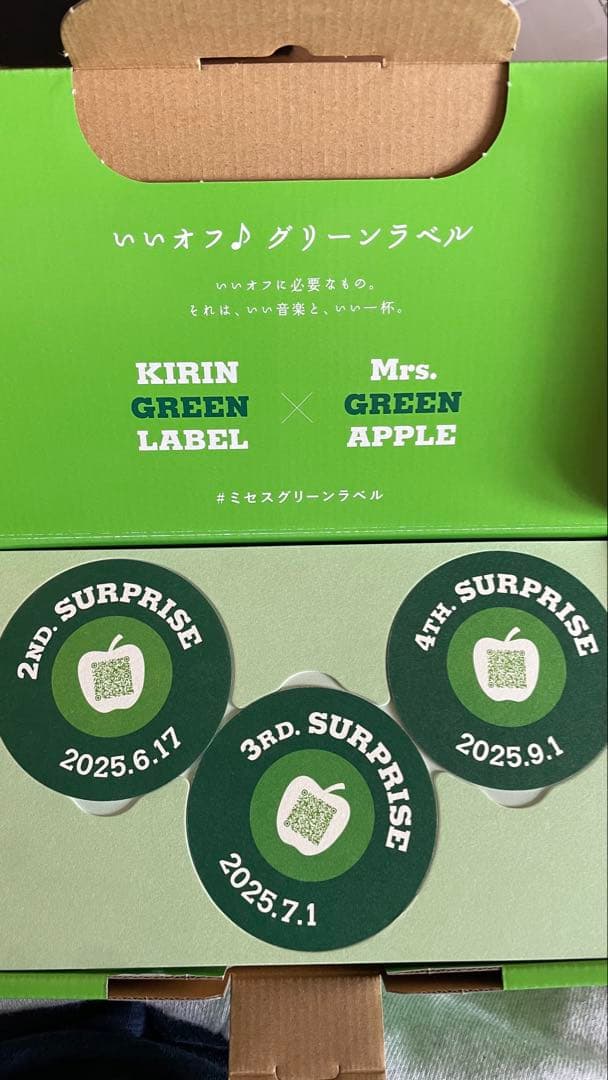 いいオフ♪ グリーンラベル
いいオフに必要なもの。
それは、いい音楽と、いい一杯。
KIRIN
GREEN
LABEL
×
Mrs.
GREEN
APPLE
#ミセスグリーンラベル
2ND. SURPRISE
2025.6.17
4TH. SURPRISE
2025.9.1
3RD. SURPRISE
2025.7.1